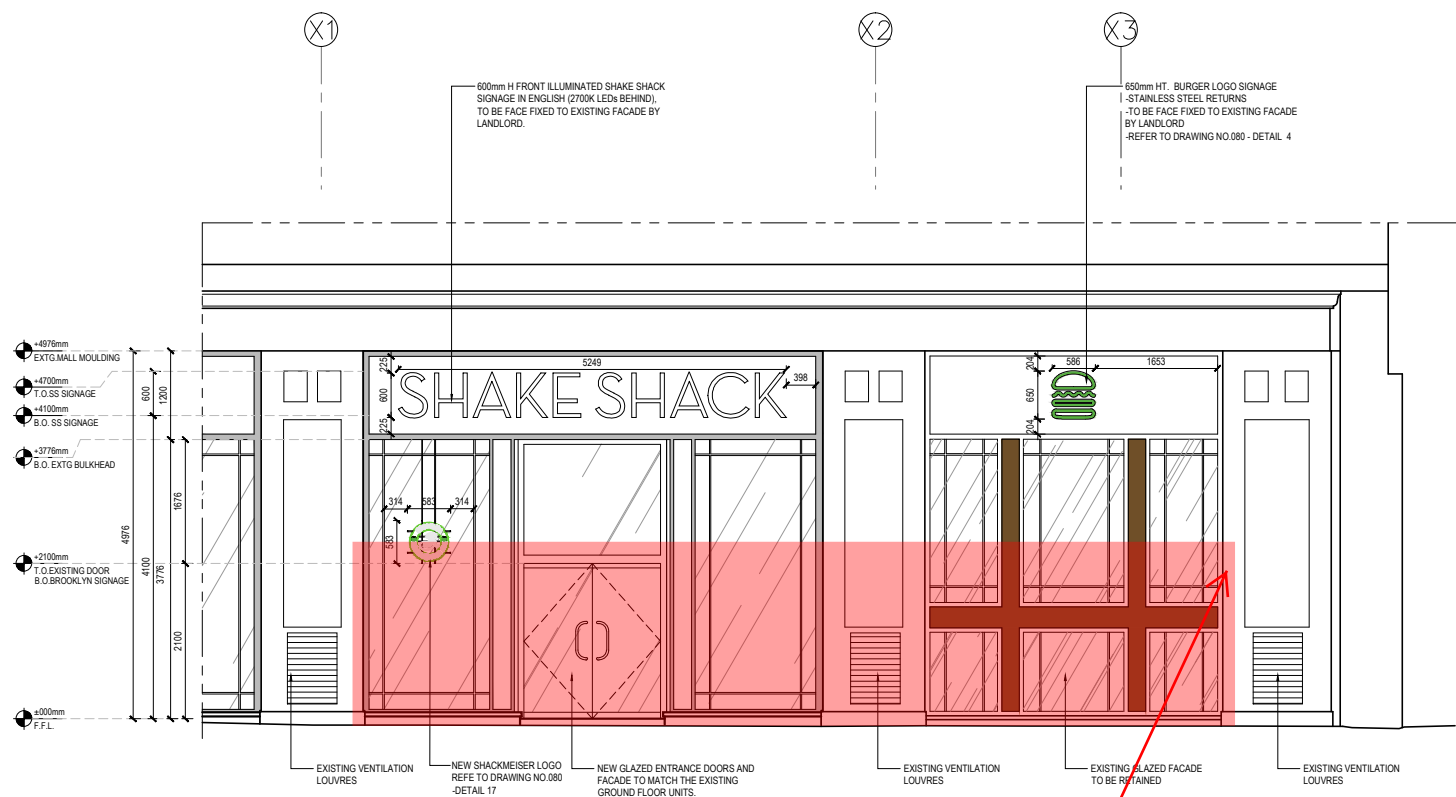 X1
X2
X3
600mm H FRONT ILLUMINATED SHAKE SHACK
SIGNAGE IN ENGLISH (2700K LEDs BEHIND),
TO BE FACE FIXED TO EXISTING FACADE BY
LANDLORD.
650mm HT.  BURGER LOGO SIGNAGE
-STAINLESS STEEL RETURNS
-TO BE FACE FIXED TO EXISTING FACADE
BY LANDLORD
-REFER TO DRAWING NO.080 - DETAIL  4
+4976mm
EXTG.MALL MOULDING
+4700mm
T.O.SS SIGNAGE
+4100mm
B.O. SS SIGNAGE
+3776mm
B.O. EXTG BULKHEAD
+2100mm
T.O.EXISTING DOOR
B.O.BROOKLYN SIGNAGE
±000mm
F.F.L.
4976
600
4100
1200
3776
1676
2100
225
600
225
5249
398
SHAKE SHACK
204
650
204
586
1653
314
583
314
583
EXISTING VENTILATION
LOUVRES
NEW SHACKMEISER LOGO
REFE TO DRAWING NO.080
-DETAIL 17
NEW GLAZED ENTRANCE DOORS AND
FACADE TO MATCH THE EXISTING
GROUND FLOOR UNITS.
EXISTING VENTILATION
LOUVRES
EXISTING GLAZED FACADE
TO BE RETAINED
EXISTING VENTILATION
LOUVRES